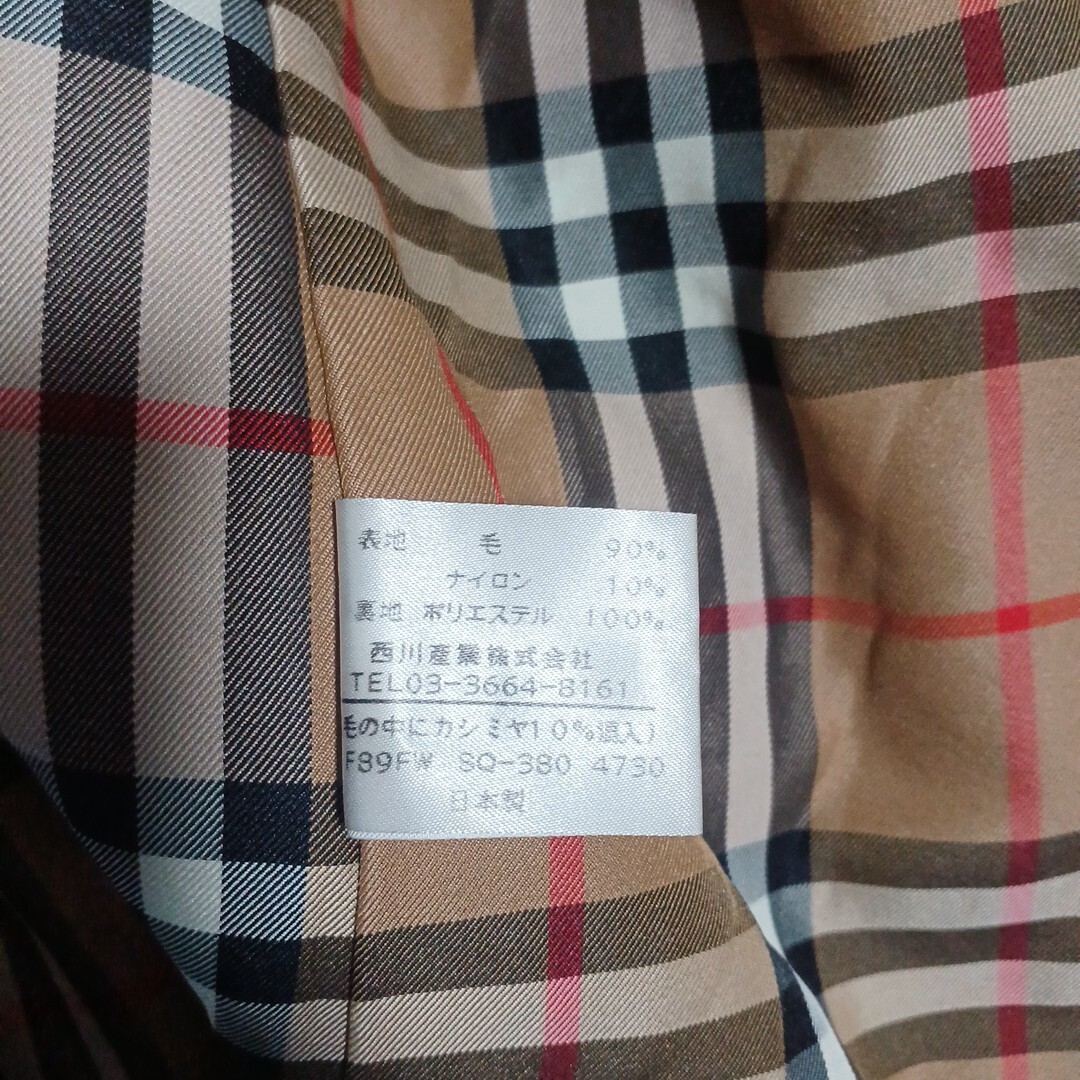 表地 毛 90%
ナイロン 10%
裏地 ポリエステル 100%
西川産業株式会社
TEL03-3664-8161
毛の中にカシミヤ10%混入)
F89FW SQ-380 4730
日本製